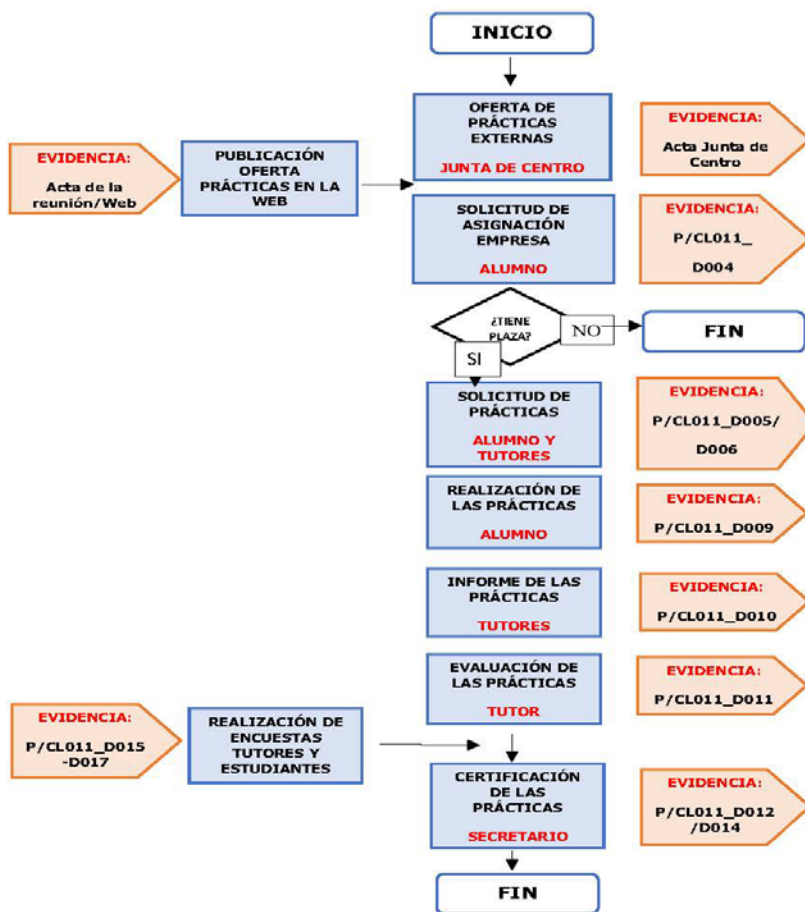 INICIO
OFERTA DE
PRÁCTICAS
EXTERNAS
JUNTA DE CENTRO
EVIDENCIA:
Acta Junta de
Centro
EVIDENCIA:
Acta de la
reunión/Web
PUBLICACIÓN
OFERTA
PRÁCTICAS EN LA
WEB
SOLICITUD DE
ASIGNACIÓN
EMPRESA
ALUMNO
EVIDENCIA:
P/CL011_
D004
¿TIENE
PLAZA?
NO
FIN
SI
SOLICITUD DE
PRÁCTICAS
ALUMNO Y
TUTORES
EVIDENCIA:
P/CL011_D005/
D006
REALIZACIÓN DE
LAS PRÁCTICAS
ALUMNO
EVIDENCIA:
P/CL011_D009
INFORME DE LAS
PRÁCTICAS
TUTORES
EVIDENCIA:
P/CL011_D010
EVALUACIÓN DE
LAS PRÁCTICAS
TUTOR
EVIDENCIA:
P/CL011_D011
EVIDENCIA:
P/CL011_D015
-D017
REALIZACIÓN DE
ENCUESTAS
TUTORES Y
ESTUDIANTES
CERTIFICACIÓN
DE LAS
PRÁCTICAS
SECRETARIO
EVIDENCIA:
P/CL011_D012
/D014
FIN